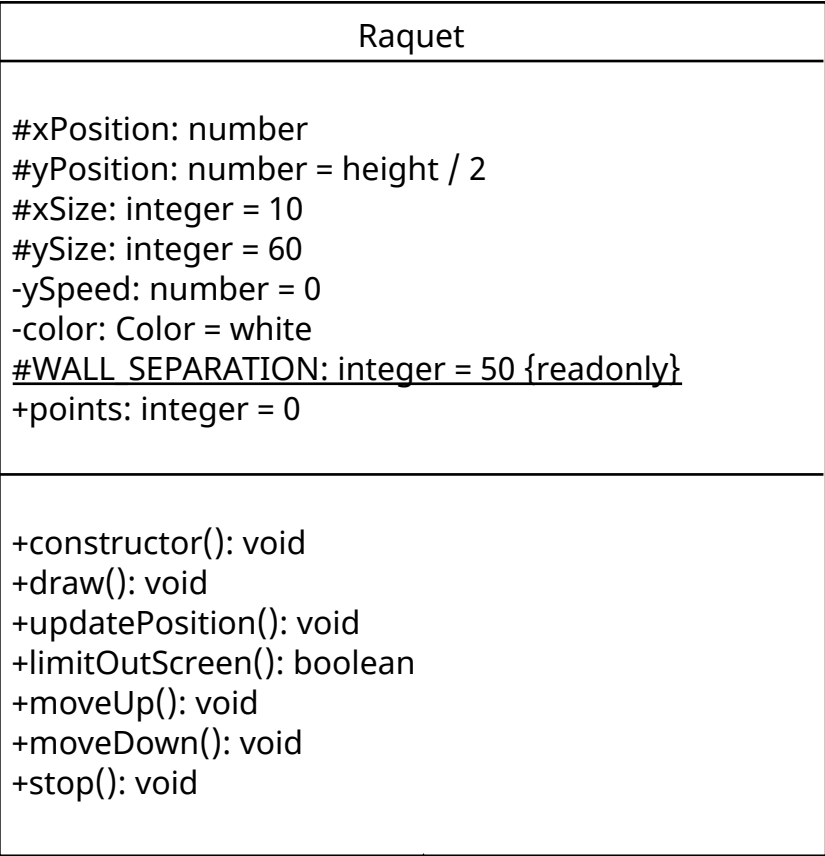 Raquet
#xPosition: number
#yPosition: number = height / 2
#xSize: integer = 10
#ySize: integer = 60
-ySpeed: number = 0
-color: Color = white
#WALL_SEPARATION: integer = 50 {readonly}
+points: integer = 0
+constructor(): void
+draw(): void
+updatePosition(): void
+limitOutScreen(): boolean
+moveUp(): void
+moveDown(): void
+stop(): void